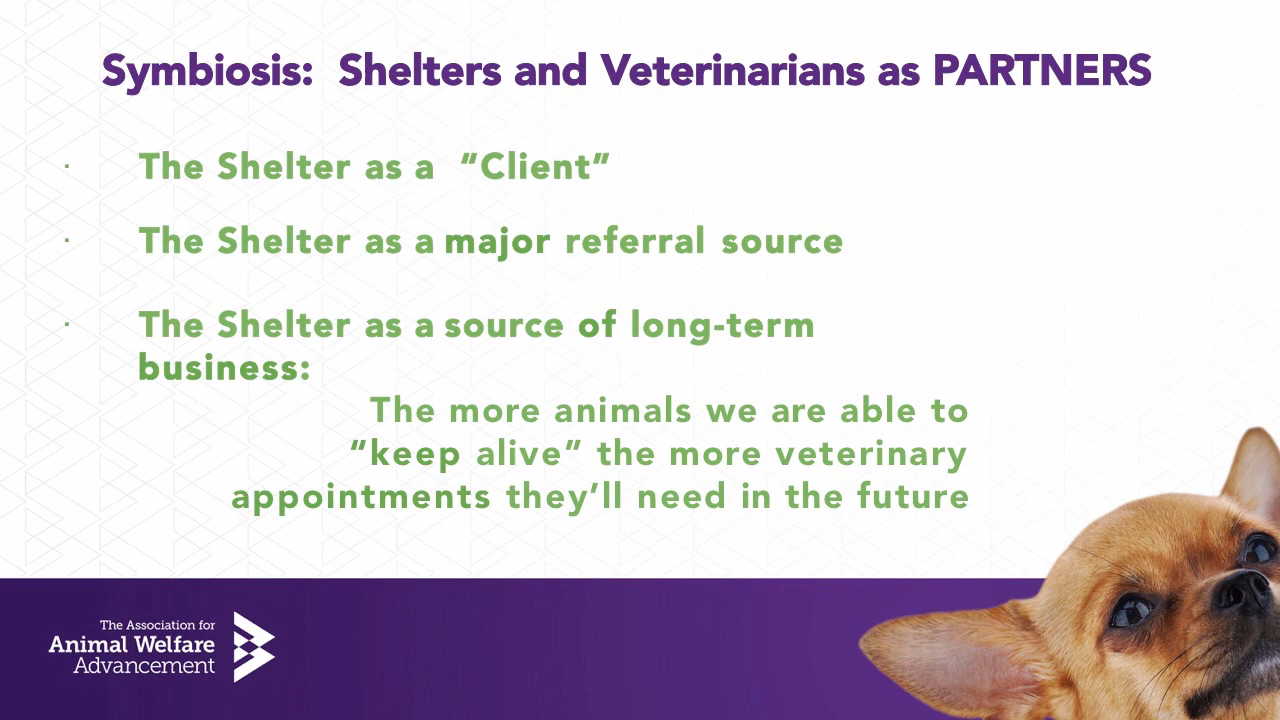 Symbiosis:  Shelters and Veterinarians as PARTNERS
· The Shelter as a  “Client”
· The Shelter as a major referral source
· The Shelter as a source of long-term
business:
The more animals we are able to
“keep alive” the more veterinary
appointments they’ll need in the future
The Association for
Animal Welfare
Advancement